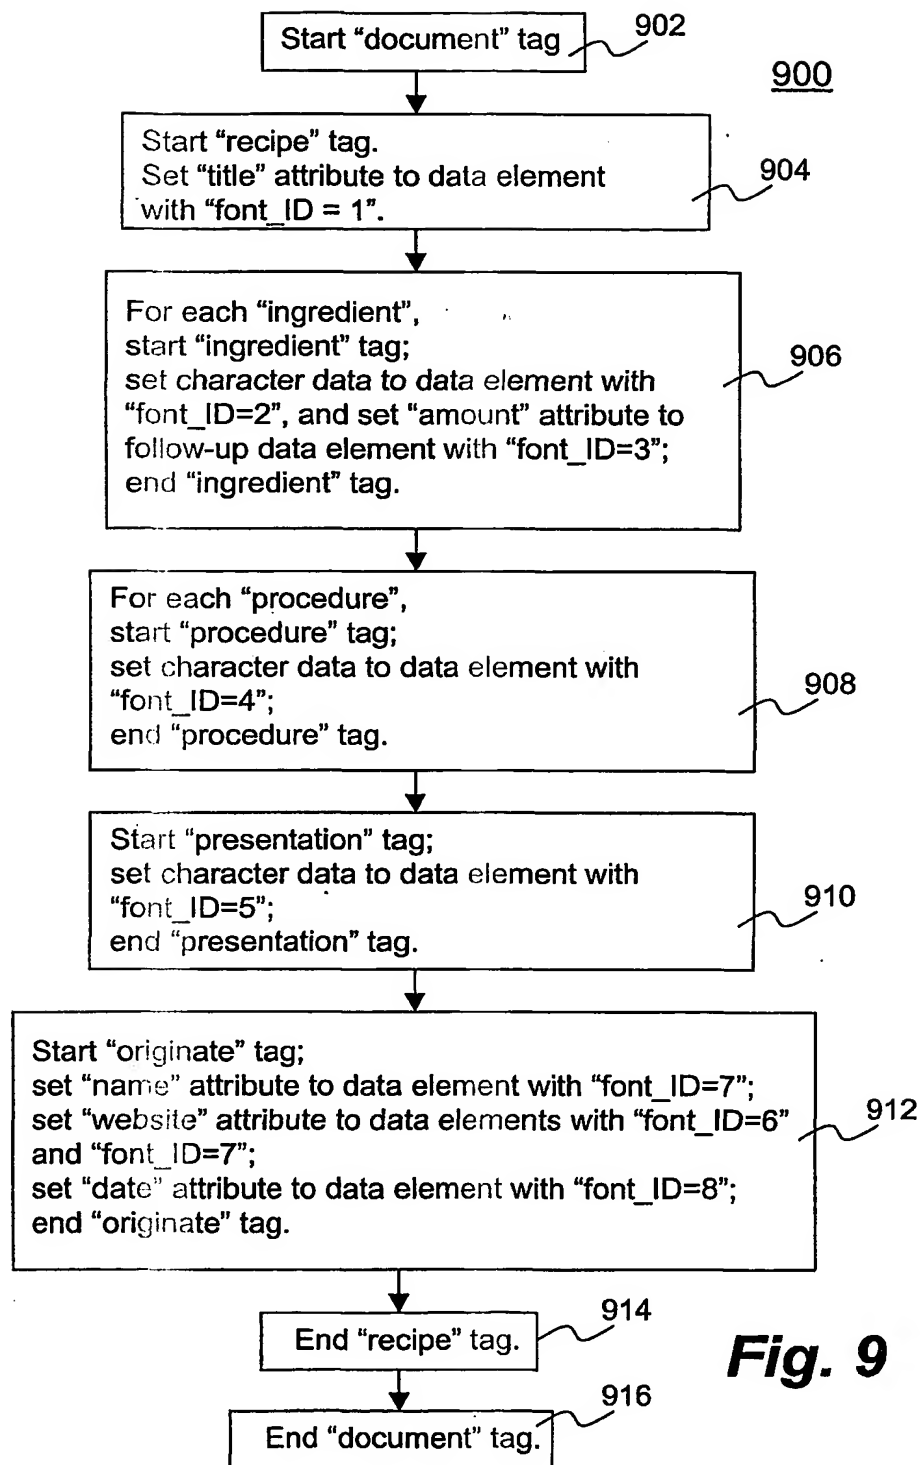 Start “document” tag
902
900
Start “recipe” tag.
Set “title” attribute to data element
with “font_ID = 1”.
904
For each “ingredient”,
start “ingredient” tag;
set character data to data element with
“font_ID=2”, and set “amount” attribute to
follow-up data element with “font_ID=3”;
end “ingredient” tag.
906
For each “procedure”,
start “procedure” tag;
set character data to data element with
“font_ID=4”;
end “procedure” tag.
908
Start “presentation” tag;
set character data to data element with
“font_ID=5”;
end “presentation” tag.
910
Start “originate” tag;
set “name” attribute to data element with “font_ID=7”;
set “website” attribute to data elements with “font_ID=6”
and “font_ID=7”;
set “date” attribute to data element with “font_ID=8”;
end “originate” tag.
912
End “recipe” tag.
914
Fig. 9
End “document” tag.
916